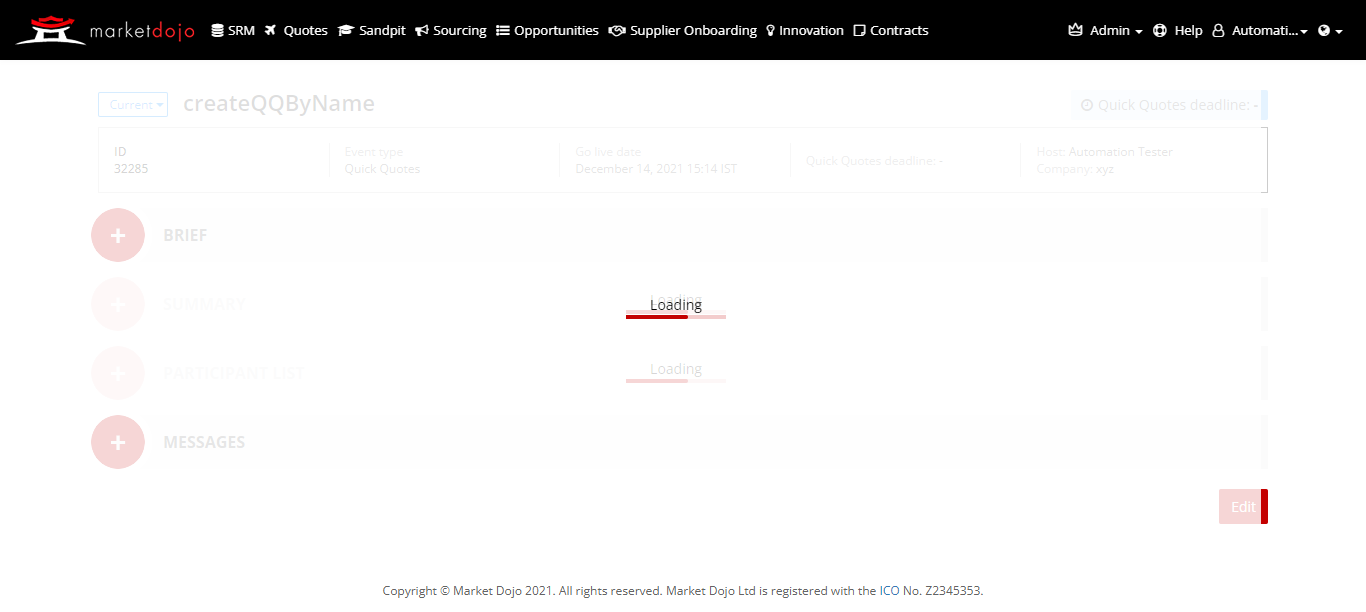 marketdojo SRM Quotes Sandpit Sourcing Opportunities Supplier Onboarding Innovation Contracts Admin Help Automati...
Current createQQByName Quick Quotes deadline: -
ID Event type Go live date Quick Quotes deadline: - Host: Automation Tester
32285 Quick Quotes December 14, 2021 15:14 IST Company: xyz
BRIEF
SUMMARY
Loading
Loading
PARTICIPANT LIST
Loading
MESSAGES
Edit
Copyright © Market Dojo 2021. All rights reserved. Market Dojo Ltd is registered with the ICO No. Z2345353.